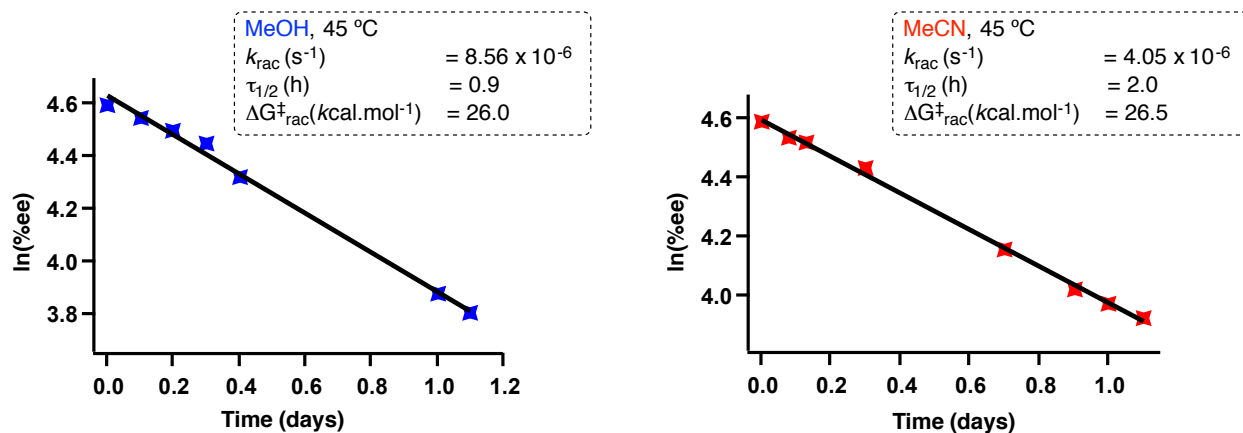 MeOH, 45 ºC
k_rac (s⁻¹) = 8.56 x 10⁻⁶
τ₁/₂ (h) = 0.9
ΔG‡_rac(kcal.mol⁻¹) = 26.0
4.6
4.4
4.2
4.0
3.8
ln(%ee)
0.0 0.2 0.4 0.6 0.8 1.0 1.2
Time (days)
MeCN, 45 ºC
k_rac (s⁻¹) = 4.05 x 10⁻⁶
τ₁/₂ (h) = 2.0
ΔG‡_rac(kcal.mol⁻¹) = 26.5
4.6
4.4
4.2
4.0
ln(%ee)
0.0 0.2 0.4 0.6 0.8 1.0
Time (days)